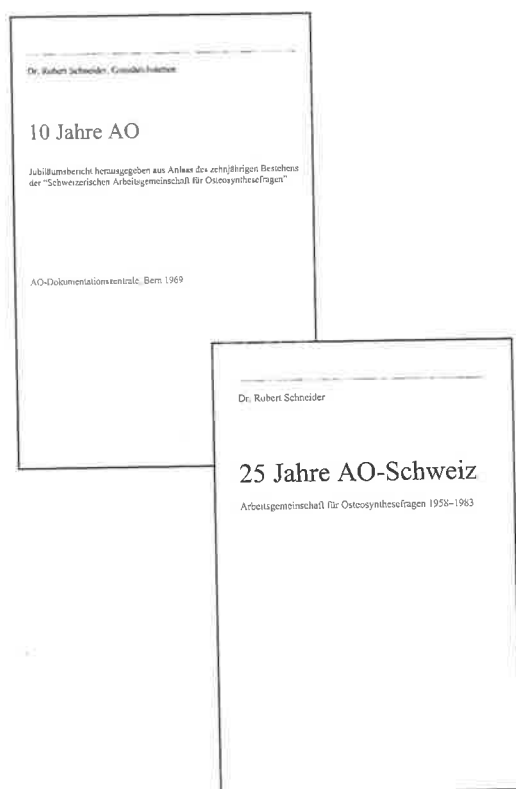 Dr. Robert Schneider, Grosshöchstetten
10 Jahre AO
Jubiläumsbericht herausgegeben aus Anlass des zehnjährigen Bestehens
der "Schweizerischen Arbeitsgemeinschaft für Osteosynthesefragen"
AO-Dokumentationszentrale, Bern 1969
Dr. Robert Schneider
25 Jahre AO-Schweiz
Arbeitsgemeinschaft für Osteosynthesefragen 1958–1983